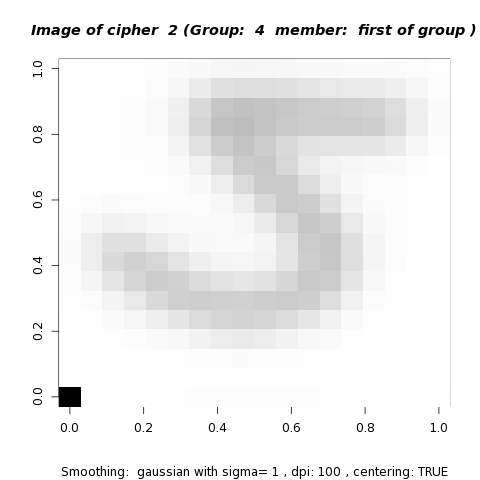 Image of cipher  2 (Group:  4  member:  first of group )
1.0
0.8
0.6
0.4
0.2
0.0
0.0 0.2 0.4 0.6 0.8 1.0
Smoothing:  gaussian with sigma= 1 , dpi: 100 , centering: TRUE